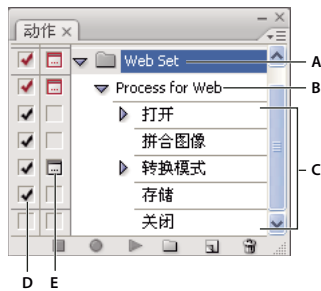 动作 ×
Web Set A
Process for Web B
打开
拼合图像
转换模式 C
存储
关闭
D E